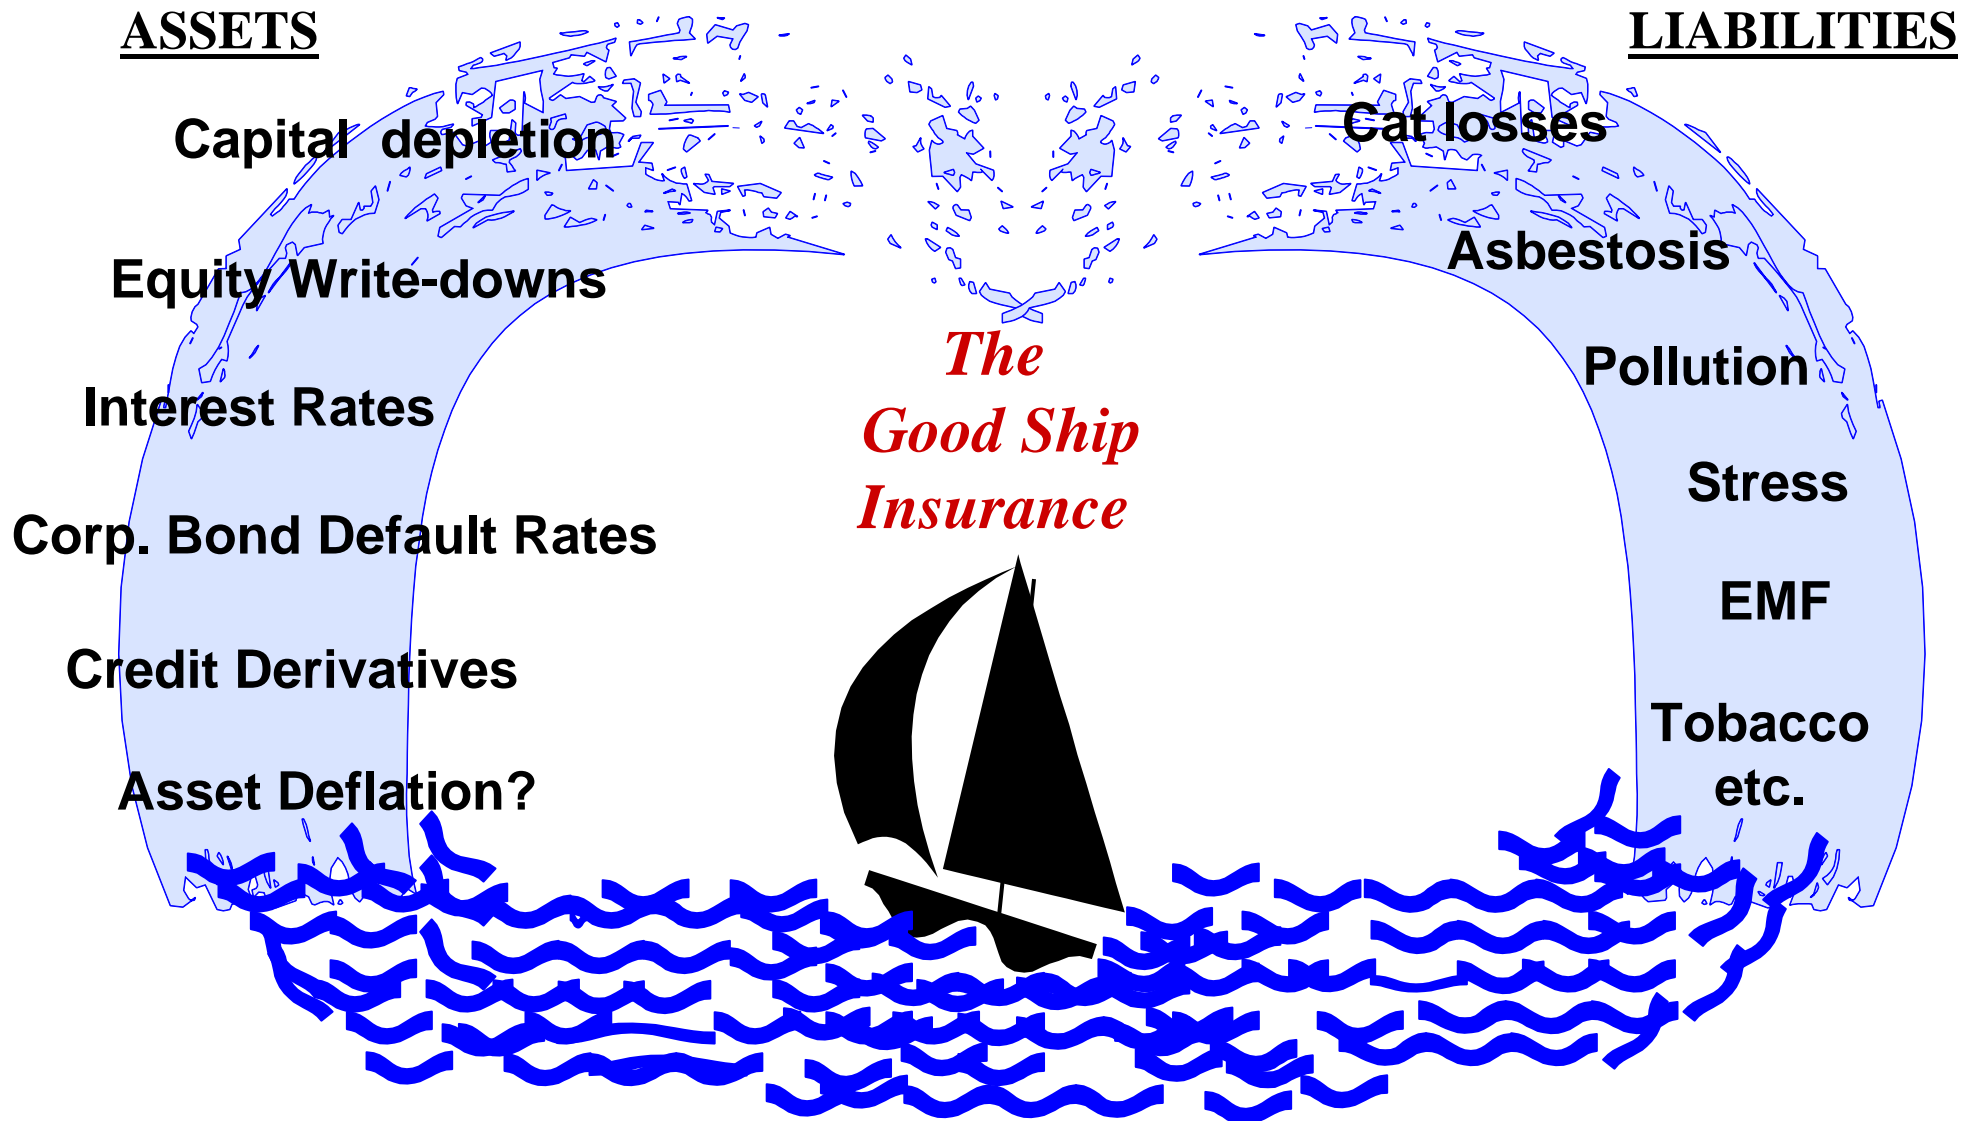 ASSETS
Capital depletion
Equity Write-downs
Interest Rates
Corp. Bond Default Rates
Credit Derivatives
Asset Deflation?
The
Good Ship
Insurance
LIABILITIES
Cat losses
Asbestosis
Pollution
Stress
EMF
Tobacco
etc.